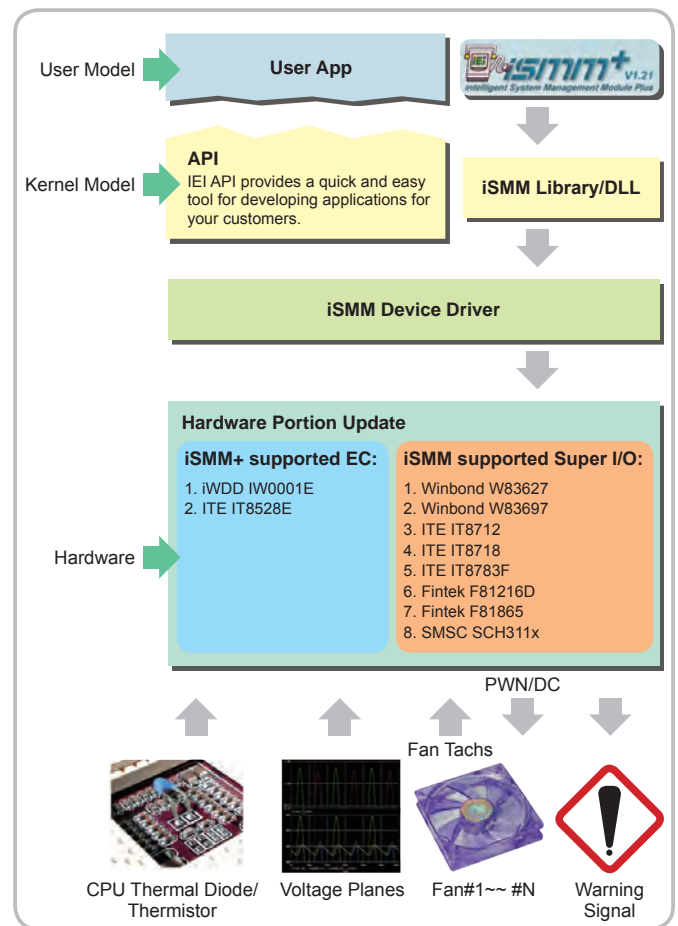 User Model
User App
iSMM+ V1.21
Intelligent System Management Module Plus
Kernel Model
API
IEI API provides a quick and easy
tool for developing applications for
your customers.
iSMM Library/DLL
iSMM Device Driver
Hardware Portion Update
Hardware
iSMM+ supported EC:
1. iWDD IW0001E
2. ITE IT8528E
iSMM supported Super I/O:
1. Winbond W83627
2. Winbond W83697
3. ITE IT8712
4. ITE IT8718
5. ITE IT8783F
6. Fintek F81216D
7. Fintek F81865
8. SMSC SCH311x
PWN/DC
Fan Tachs
CPU Thermal Diode/
Thermistor
Voltage Planes
Fan#1~~ #N
Warning
Signal